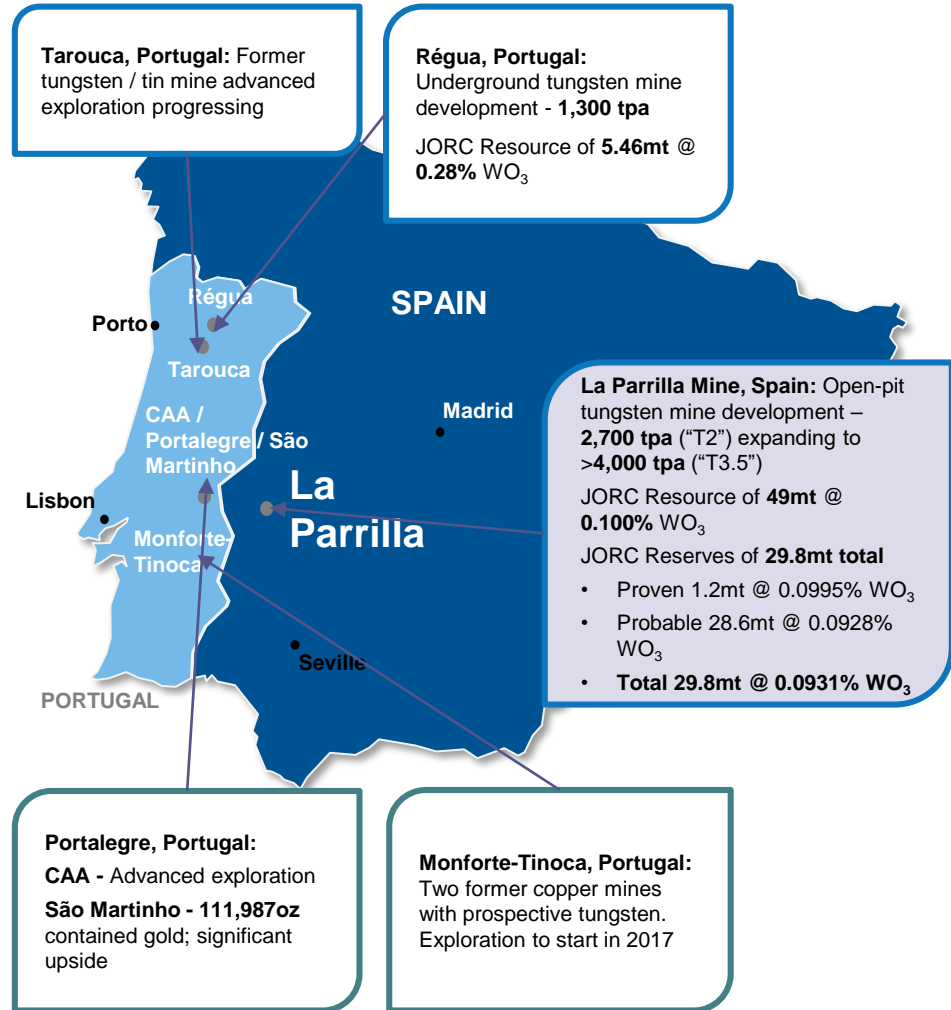 Tarouca, Portugal: Former
tungsten / tin mine advanced
exploration progressing
Régua, Portugal:
Underground tungsten mine
development - 1,300 tpa
JORC Resource of 5.46mt @
0.28% WO₃
Régua
Porto
Tarouca
SPAIN
Madrid
CAA /
Portalegre / São
Martinho
Lisbon
La
Parrilla
Monforte-
Tinoca
Seville
PORTUGAL
La Parrilla Mine, Spain: Open-pit
tungsten mine development –
2,700 tpa (“T2”) expanding to
>4,000 tpa (“T3.5”)
JORC Resource of 49mt @
0.100% WO₃
JORC Reserves of 29.8mt total
• Proven 1.2mt @ 0.0995% WO₃
• Probable 28.6mt @ 0.0928%
WO₃
• Total 29.8mt @ 0.0931% WO₃
Portalegre, Portugal:
CAA - Advanced exploration
São Martinho - 111,987oz
contained gold; significant
upside
Monforte-Tinoca, Portugal:
Two former copper mines
with prospective tungsten.
Exploration to start in 2017